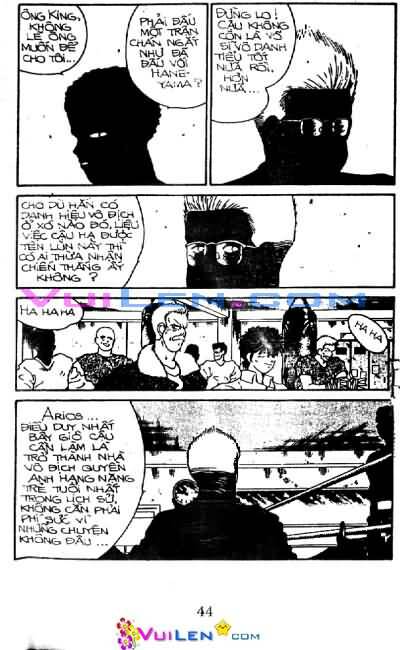 ÔNG KING,
KHÔNG
LẼ ÔNG
MUỐN ĐỂ
CHO TÔI...
PHẢI ĐẤU
MỘT TRẬN
CHÁN NGẮT
NHƯ ĐÃ
ĐẤU VỚI
HANE-
YAMA?
ĐỪNG LO!
CẬU KHÔNG
CÒN LÀ VÕ
SĨ VÔ DANH
TIỂU TỐT
NỮA RỒI.
HƠN
NỮA...
CHO DÙ HẮN CÓ
DANH HIỆU VÔ ĐỊCH
Ở XÓ NÀO ĐÓ, LIỆU
VIỆC CẬU HẠ ĐƯỢC
TÊN LÙN NÀY THÌ
CÓ AI THỪA NHẬN
CHIẾN THẮNG ẤY
KHÔNG?
VUILEN.COM
HA HA HA
HA HA
ARIOS...
ĐIỀU DUY NHẤT
BÂY GIỜ CẬU
CẦN LÀM LÀ
TRỞ THÀNH NHÀ
VÔ ĐỊCH QUYỀN
ANH HẠNG NẶNG
TRẺ TUỔI NHẤT
TRONG LỊCH SỬ,
KHÔNG CẦN PHẢI
PHÍ SỨC VÌ
NHỮNG CHUYỆN
KHÔNG ĐÂU...
44
VUILEN.COM